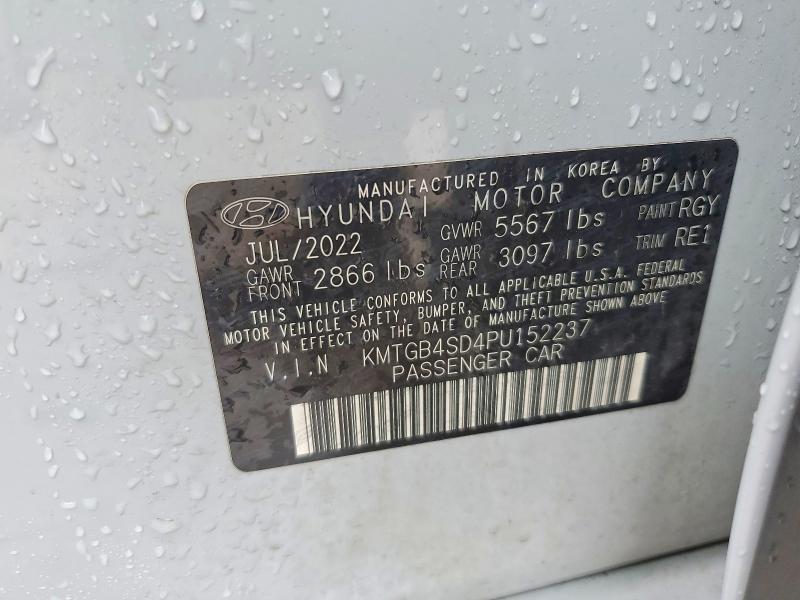 MANUFACTURED IN KOREA BY
HYUNDAI MOTOR COMPANY
JUL/2022 GVWR 5567 lbs PAINT RGY
GAWR FRONT 2866 lbs GAWR REAR 3097 lbs TRIM RE1
THIS VEHICLE CONFORMS TO ALL APPLICABLE U.S.A. FEDERAL
MOTOR VEHICLE SAFETY, BUMPER, AND THEFT PREVENTION STANDARDS
IN EFFECT ON THE DATE OF MANUFACTURE SHOWN ABOVE
V.I.N KMTGB4SD4PU152237
PASSENGER CAR